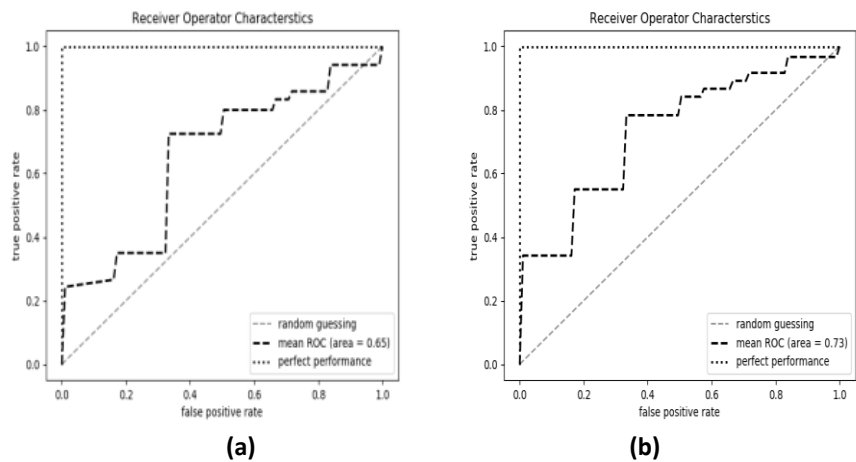 Receiver Operator Characterstics
true positive rate
1.0
0.8
0.6
0.4
0.2
0.0
random guessing
mean ROC (area = 0.65)
perfect performance
0.0 0.2 0.4 0.6 0.8 1.0
false positive rate
(a)
Receiver Operator Characterstics
true positive rate
1.0
0.8
0.6
0.4
0.2
0.0
random guessing
mean ROC (area = 0.73)
perfect performance
0.0 0.2 0.4 0.6 0.8 1.0
false positive rate
(b)